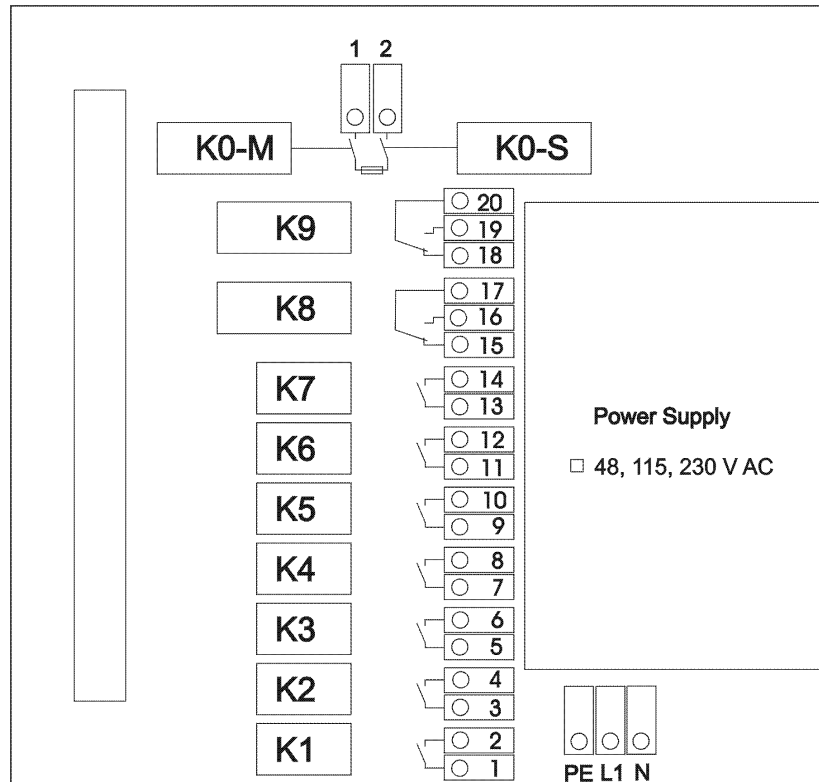 1 2
K0-M K0-S
20
K9 19
18
17
K8 16
15
14
K7 13
Power Supply
12
K6 11
48, 115, 230 V AC
10
K5 9
8
K4 7
6
K3 5
4
K2 3
2
K1 1
PE L1 N